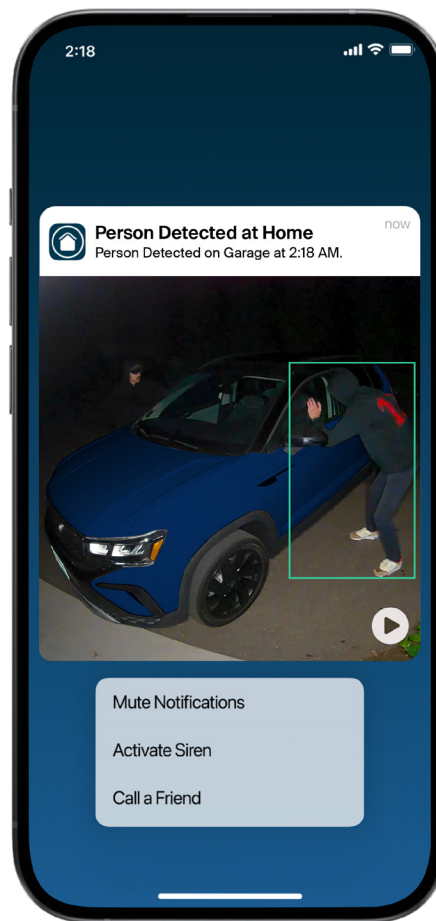 2:18
Person Detected at Home
now
Person Detected on Garage at 2:18 AM.
Mute Notifications
Activate Siren
Call a Friend